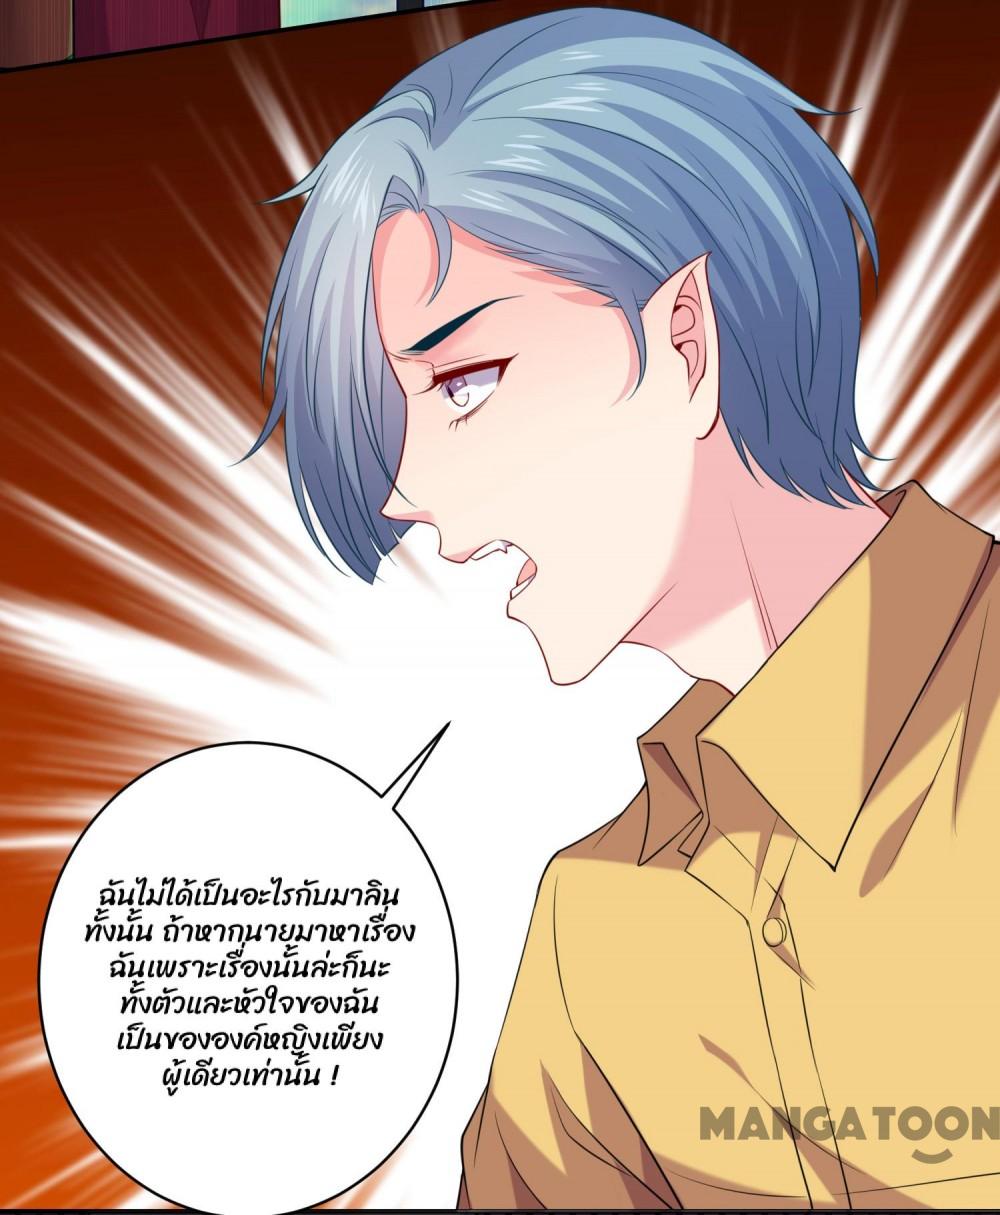 ฉันไม่ได้เป็นอะไรกับมาลิน
ทั้งนั้น ถ้าหากนายมาหาเรื่อง
ฉันเพราะเรื่องนั้นล่ะก็นะ
ทั้งตัวและหัวใจของฉัน
เป็นขององค์หญิงเพียง
ผู้เดียวเท่านั้น !
MANGATOON